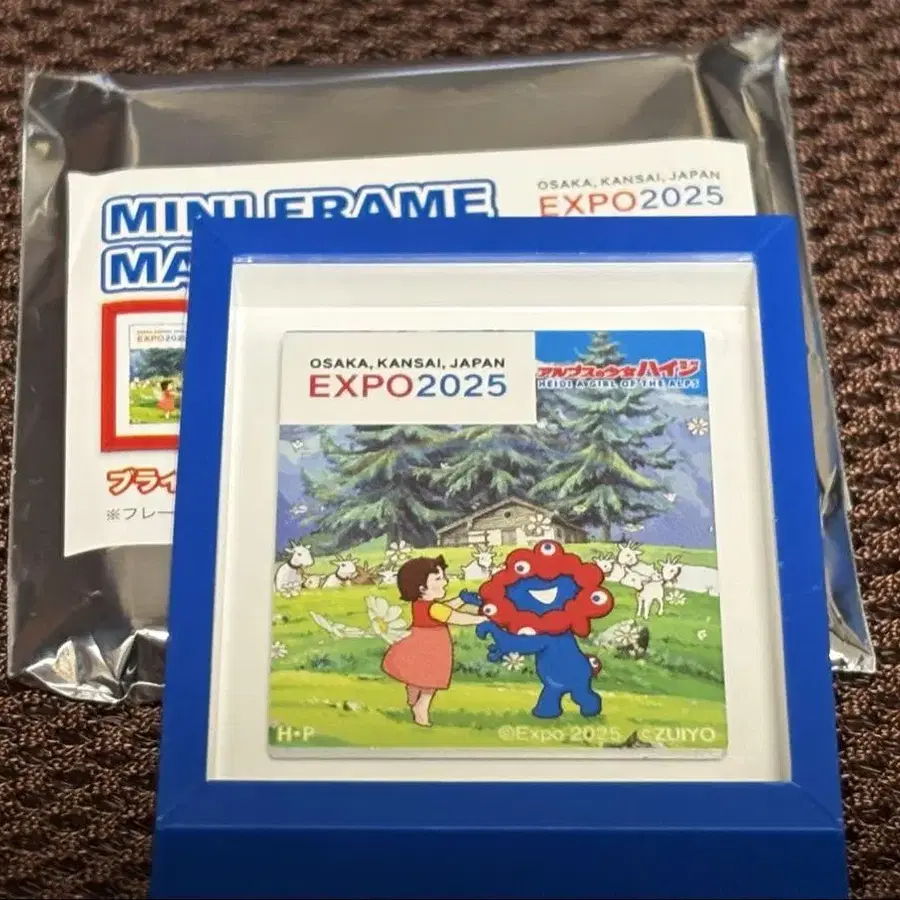 MINI FRAME
MA
OSAKA, KANSAI, JAPAN
EXPO2025
EXPO202
ブライ
※フレー
OSAKA, KANSAI, JAPAN
EXPO2025
アルプスの少女ハイジ
HEIDI A GIRL OF THE ALPS
H・P
©Expo 2025 ©ZUIYO